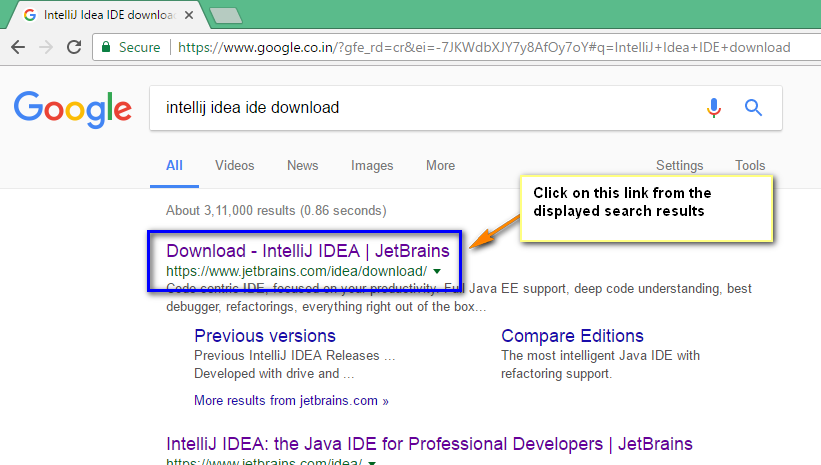 IntelliJ Idea IDE downloa
Secure
https://www.google.co.in/?gfe_rd=cr&ei=-7JKWdbXJY7y8AfOy7oY#q=IntelliJ+Idea+IDE+download
Google
intellij idea ide download
All Videos News Images More Settings Tools
About 3,11,000 results (0.86 seconds)
Click on this link from the
displayed search results
Download - IntelliJ IDEA | JetBrains
https://www.jetbrains.com/idea/download/
Code centric IDE, focused on your productivity. Full Java EE support, deep code understanding, best
debugger, refactorings, everything right out of the box...
Previous versions
Previous IntelliJ IDEA Releases ...
Developed with drive and ...
Compare Editions
The most intelligent Java IDE with
refactoring support.
More results from jetbrains.com »
IntelliJ IDEA: the Java IDE for Professional Developers | JetBrains
https://www.jetbrains.com/idea/